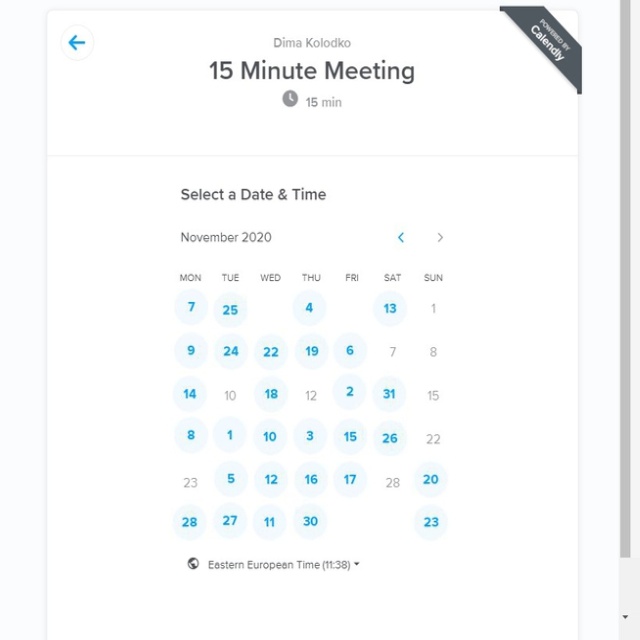 Dima Kolodko
POWERED BY
Calendly
15 Minute Meeting
15 min
Select a Date & Time
November 2020
MON TUE WED THU FRI SAT SUN
7 25 4 13 1
9 24 22 19 6 7 8
14 10 18 12 2 31 15
8 1 10 3 15 26 22
23 5 12 16 17 28 20
28 27 11 30 23
Eastern European Time (11:38)